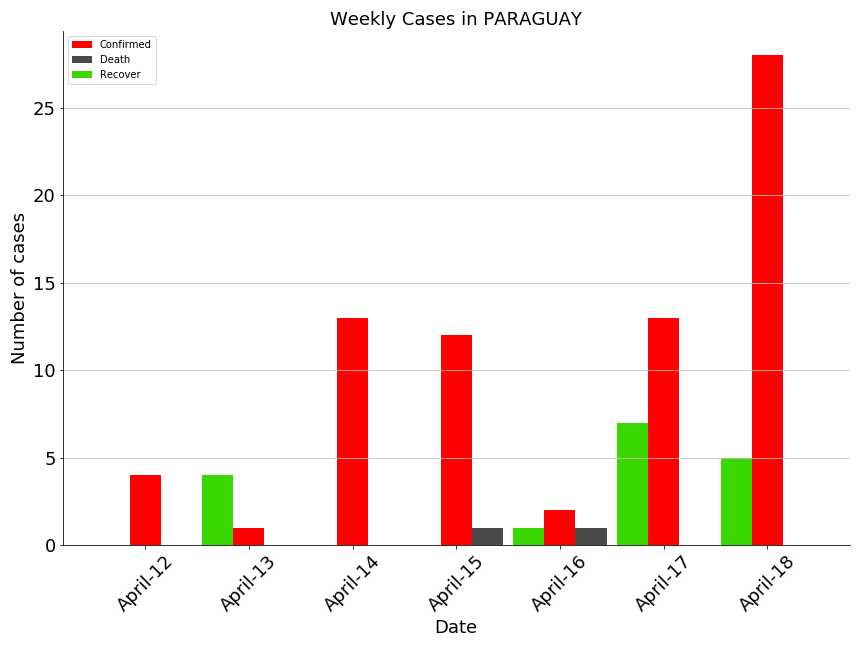 Weekly Cases in PARAGUAY
Confirmed
Death
Recover
Number of cases
25
20
15
10
5
0
April-12
April-13
April-14
April-15
April-16
April-17
April-18
Date